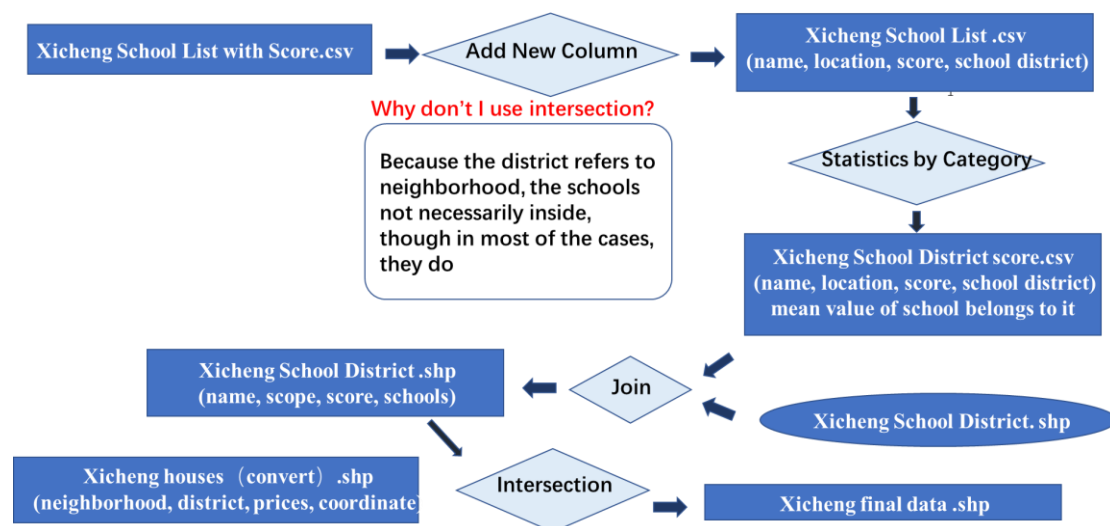 Xicheng School List with Score.csv
Add New Column
Xicheng School List .csv
(name, location, score, school district)
Why don't I use intersection?
Because the district refers to
neighborhood, the schools
not necessarily inside,
though in most of the cases,
they do
Statistics by Category
Xicheng School District score.csv
(name, location, score, school district)
mean value of school belongs to it
Xicheng School District .shp
(name, scope, score, schools)
Join
Xicheng School District. shp
Xicheng houses（convert）.shp
(neighborhood, district, prices, coordinate)
Intersection
Xicheng final data .shp